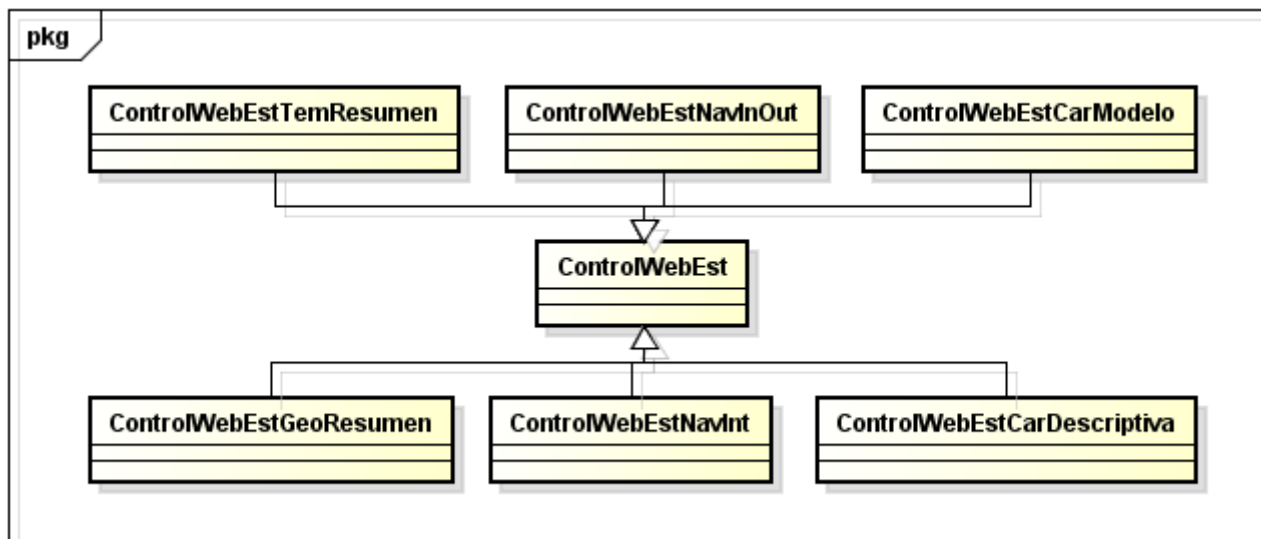 pkg
ControlWebEstTemResumen
ControlWebEstNavInOut
ControlWebEstCarModelo
ControlWebEst
ControlWebEstGeoResumen
ControlWebEstNavInt
ControlWebEstCarDescriptiva